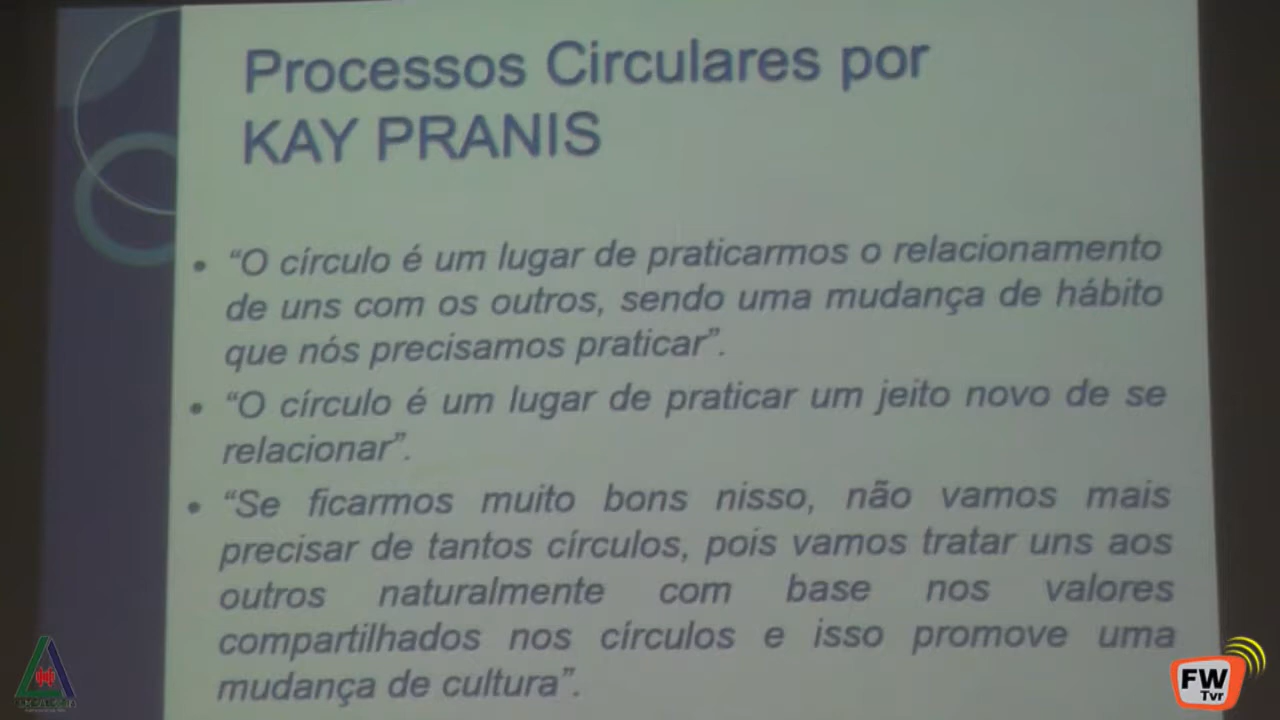 Processos Circulares por
KAY PRANIS
• “O círculo é um lugar de praticarmos o relacionamento
de uns com os outros, sendo uma mudança de hábito
que nós precisamos praticar”.
• “O círculo é um lugar de praticar um jeito novo de se
relacionar”.
• “Se ficarmos muito bons nisso, não vamos mais
precisar de tantos círculos, pois vamos tratar uns aos
outros naturalmente com base nos valores
compartilhados nos círculos e isso promove uma
mudança de cultura”.
FW
Tvr